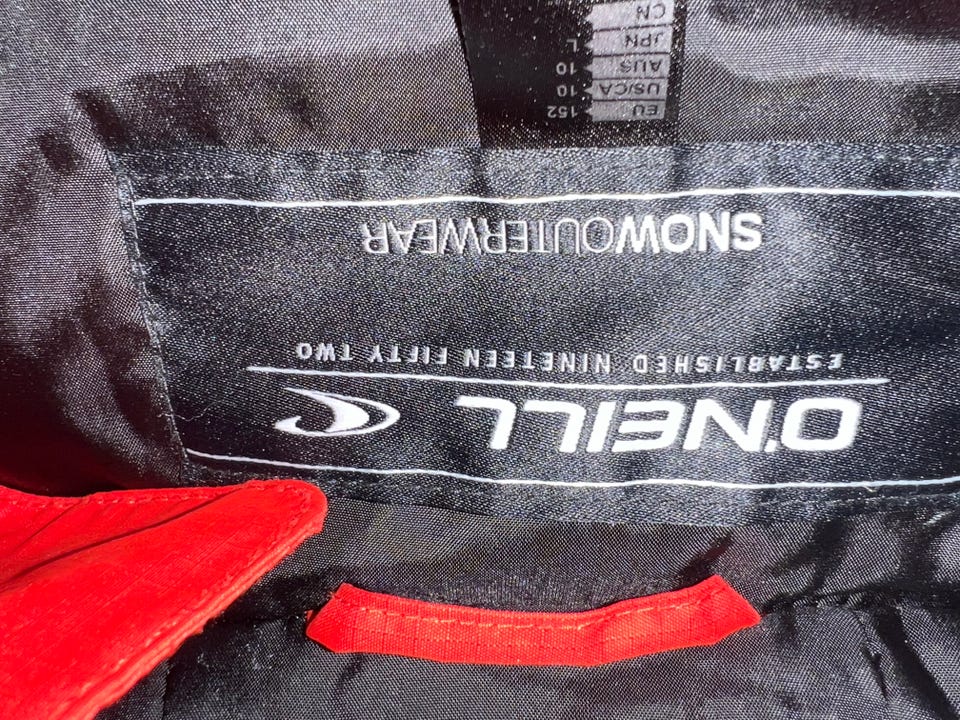 O'NEILL
ESTABLISHED NINETEEN FIFTY TWO
SNOWOUTERWEAR
EU 152
US/CA 10
AUS 10
JPN L
CN